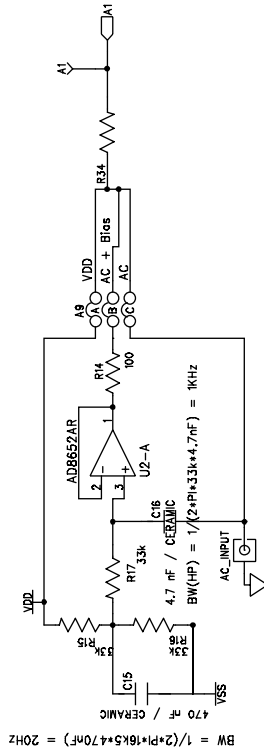 A1
A1
R34
VDD
AC + Bias
AC
A9
A
B
C
R14
100
AD8652AR
1
2
3
U2-A
C16
4.7 nF / CERAMIC
BW(HP) = 1/(2*PI*33k*4.7nF) = 1KHz
R17
33k
AC_INPUT
VDD
R15
33k
R16
33k
C15
470 nF / CERAMIC
VSS
BW = 1/(2*PI*16k5*470nF) = 20Hz